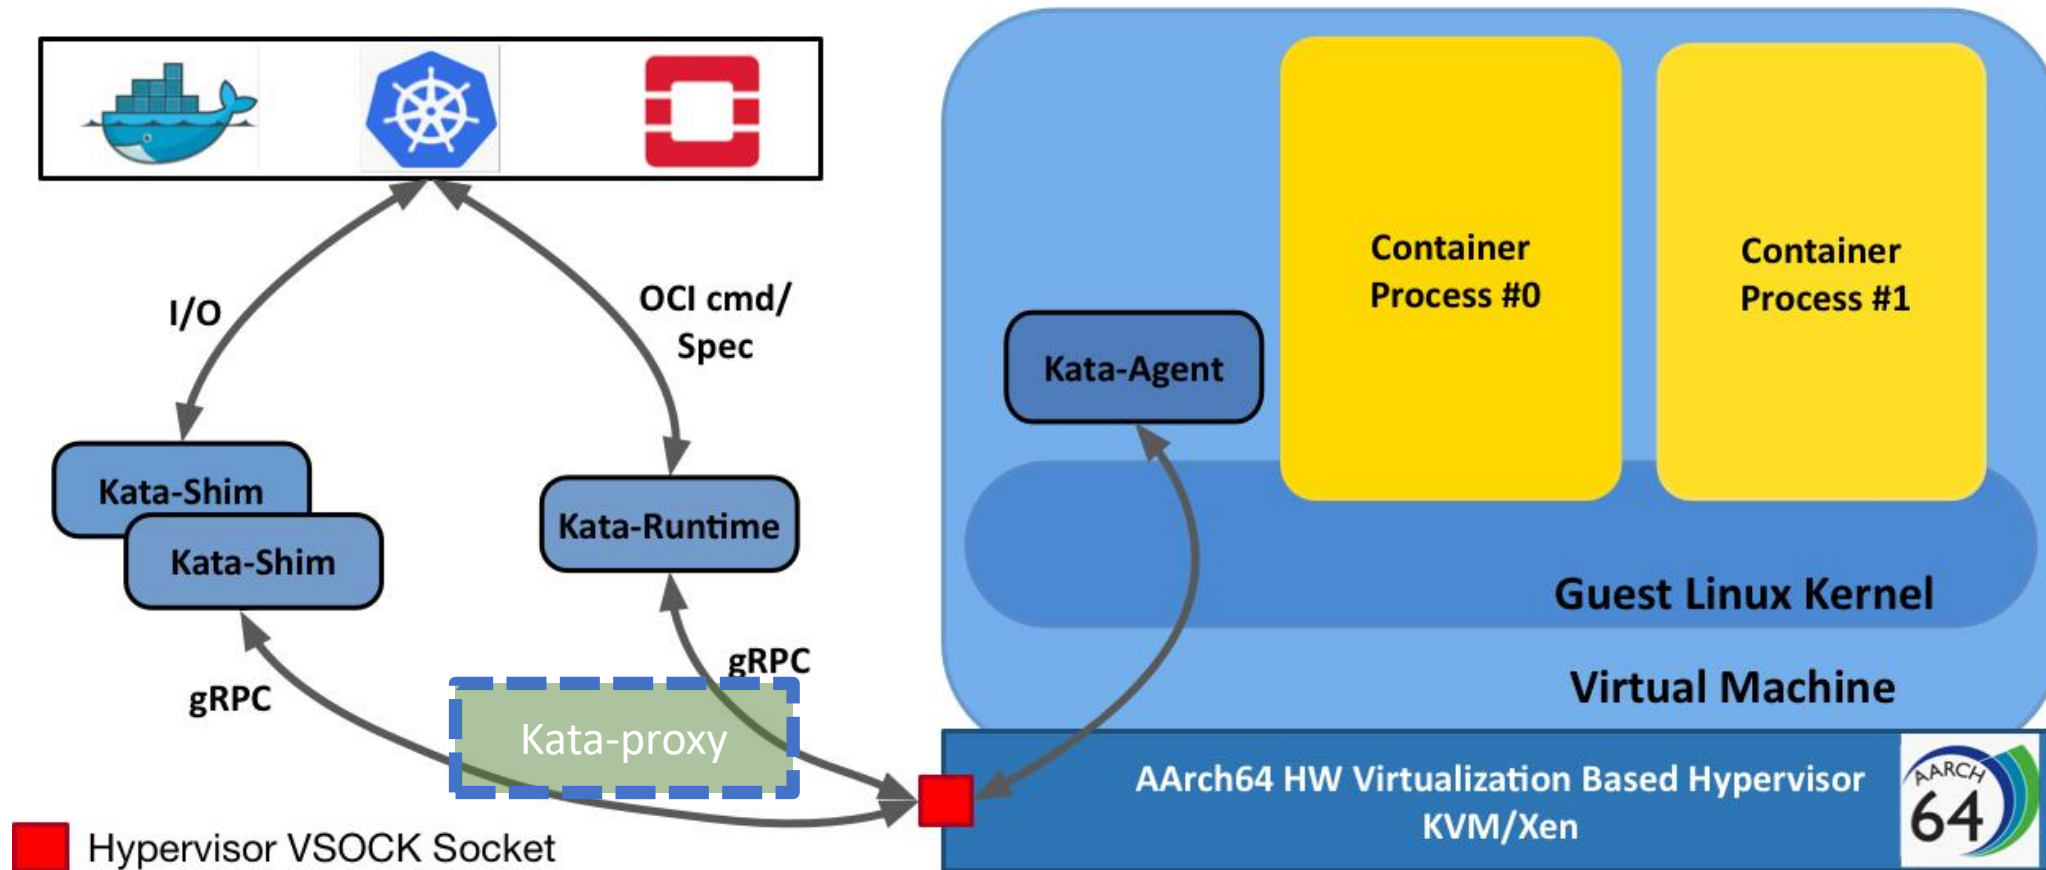 I/O
OCI cmd/
Spec
Kata-Shim
Kata-Shim
Kata-Runtime
gRPC
gRPC
Kata-proxy
Hypervisor VSOCK Socket
Container
Process #0
Container
Process #1
Kata-Agent
Guest Linux Kernel
Virtual Machine
AArch64 HW Virtualization Based Hypervisor
KVM/Xen
AARCH
64